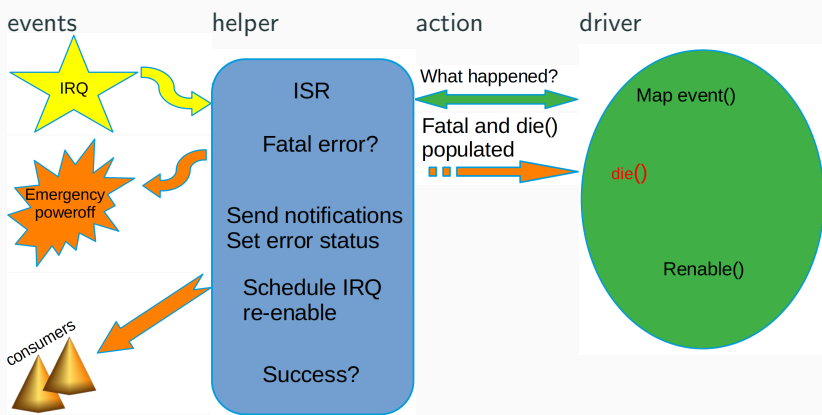 events
helper
action
driver
IRQ
ISR
What happened?
Map event()
Fatal error?
Fatal and die()
populated
die()
Emergency
poweroff
Send notifications
Set error status
Renable()
Schedule IRQ
re-enable
consumers
Success?